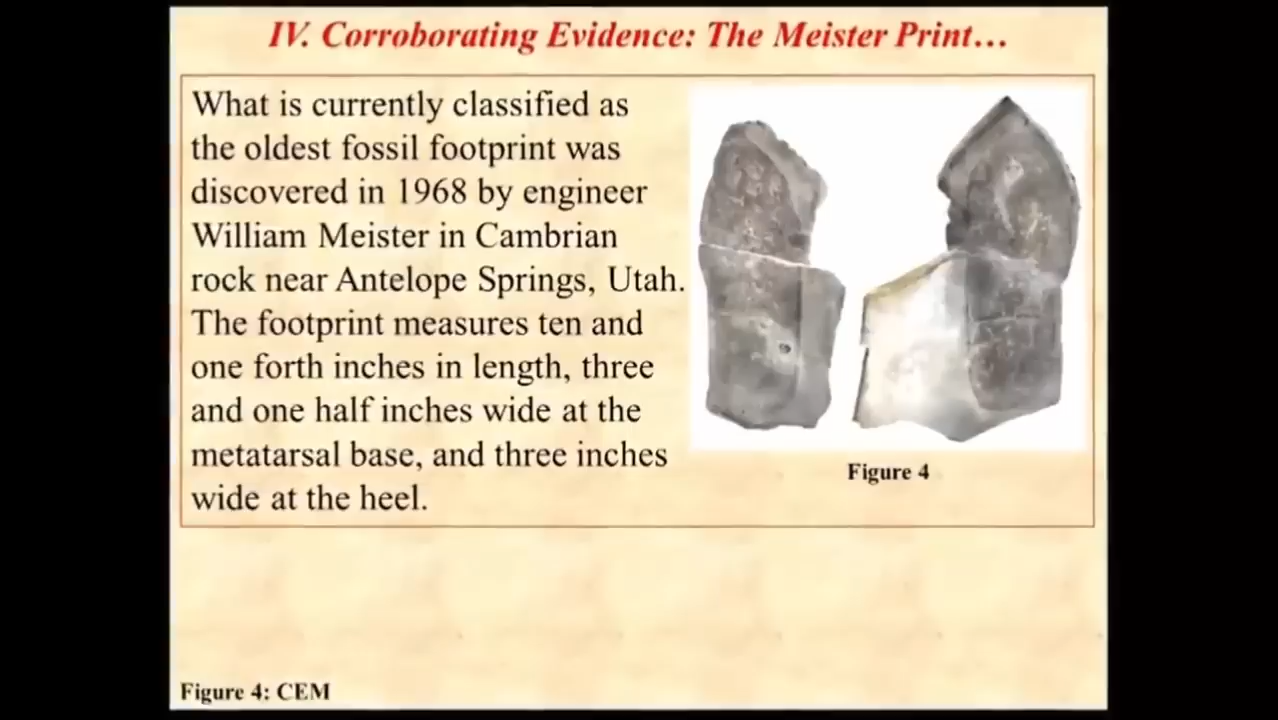 IV. Corroborating Evidence: The Meister Print...
What is currently classified as
the oldest fossil footprint was
discovered in 1968 by engineer
William Meister in Cambrian
rock near Antelope Springs, Utah.
The footprint measures ten and
one forth inches in length, three
and one half inches wide at the
metatarsal base, and three inches
wide at the heel.
Figure 4
Figure 4: CEM